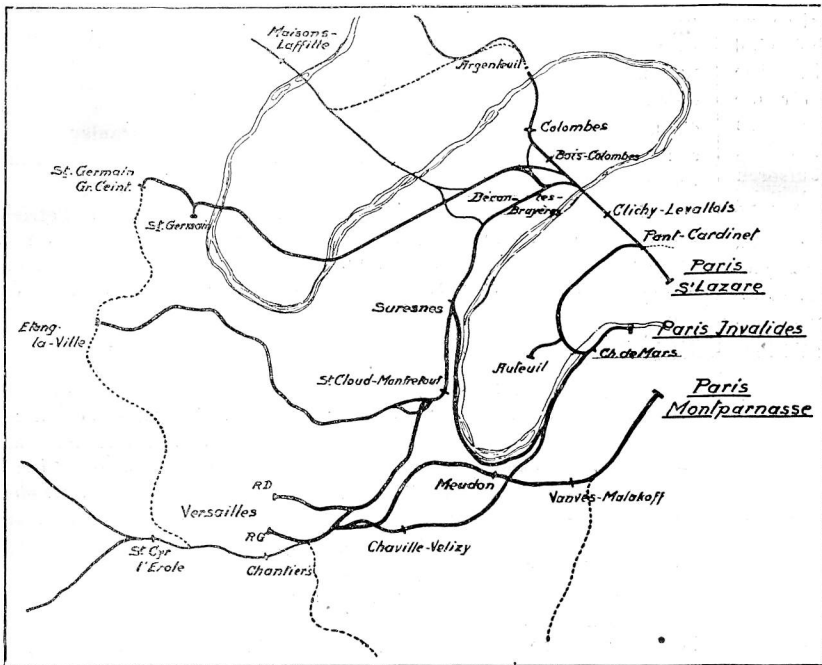 Maisons-
Laffitte
Argenteuil
Colombes
Bois-Colombes
St. Germain
Gr. Ceint.
St. Germain
Bécon-les-
Bruyères
Clichy-Levallois
Pont-Cardinet
Paris
St Lazare
Etang-
la-Ville
Suresnes
Paris Invalides
Ch. de Mars
Auteuil
St Cloud-Montretout
Paris
Montparnasse
RD
Meudon
Versailles
Vanves-Malakoff
RG
St Cyr
l'Ecole
Chaville-Velizy
Chantiers